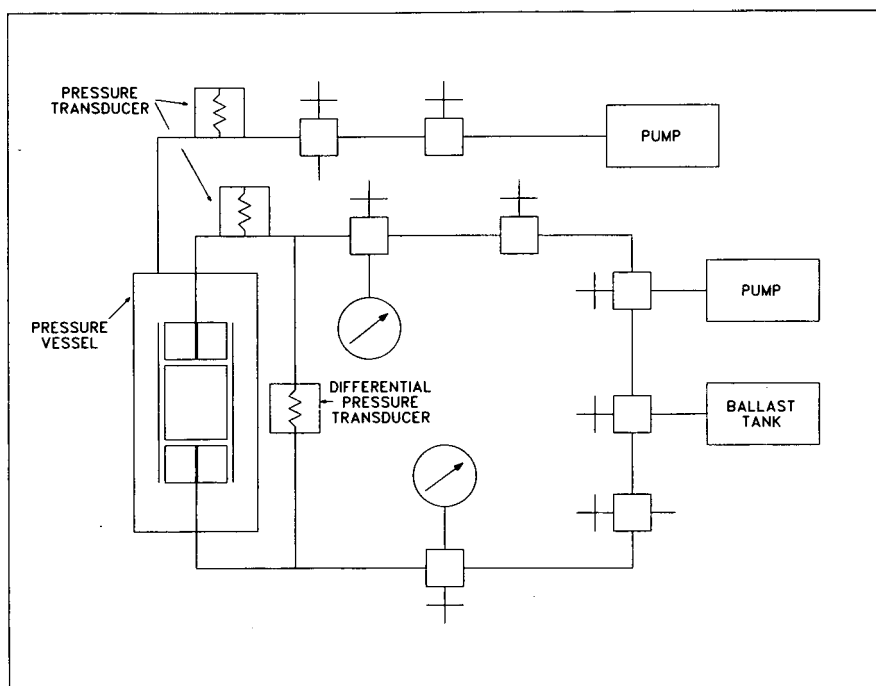 PRESSURE
TRANSDUCER
PUMP
PUMP
PRESSURE
VESSEL
DIFFERENTIAL
PRESSURE
TRANSDUCER
BALLAST
TANK